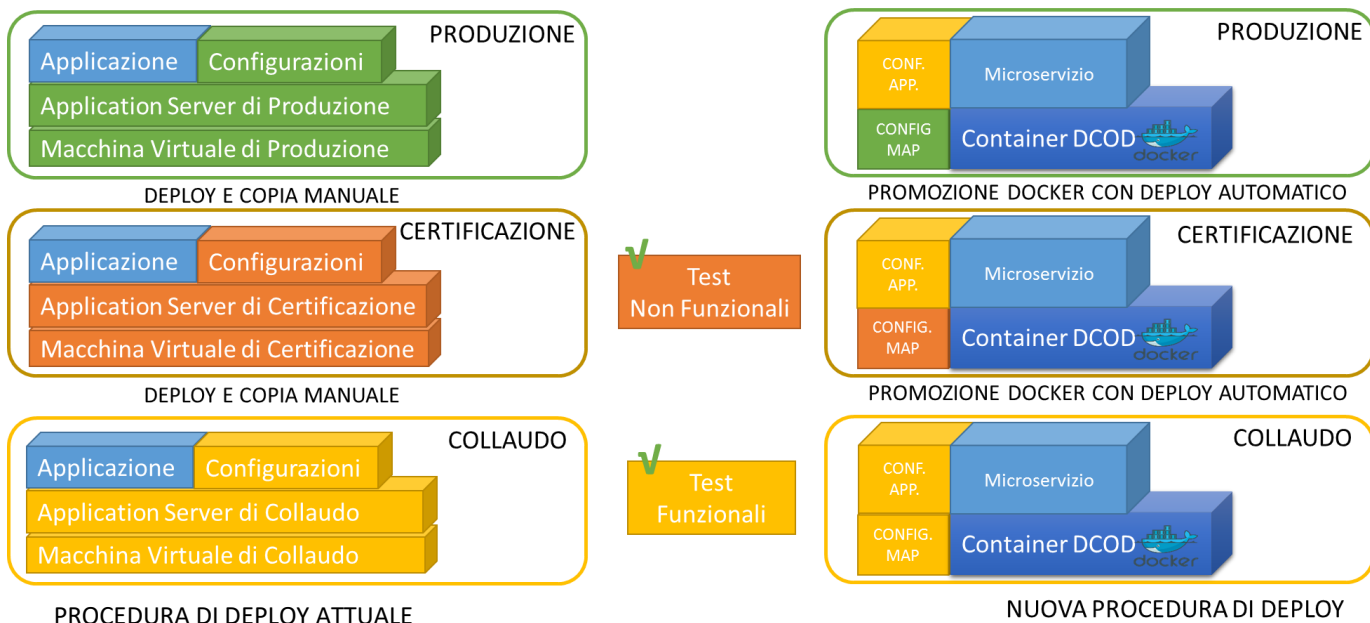 PRODUZIONE
Applicazione
Configurazioni
Application Server di Produzione
Macchina Virtuale di Produzione
DEPLOY E COPIA MANUALE
CERTIFICAZIONE
Applicazione
Configurazioni
Application Server di Certificazione
Macchina Virtuale di Certificazione
DEPLOY E COPIA MANUALE
COLLAUDO
Applicazione
Configurazioni
Application Server di Collaudo
Macchina Virtuale di Collaudo
PROCEDURA DI DEPLOY ATTUALE
Test
Non Funzionali
Test
Funzionali
PRODUZIONE
CONF.
APP.
Microservizio
CONFIG
MAP
Container DCOD
docker
PROMOZIONE DOCKER CON DEPLOY AUTOMATICO
CERTIFICAZIONE
CONF.
APP.
Microservizio
CONFIG.
MAP
Container DCOD
docker
PROMOZIONE DOCKER CON DEPLOY AUTOMATICO
COLLAUDO
CONF.
APP.
Microservizio
CONFIG.
MAP
Container DCOD
docker
NUOVA PROCEDURA DI DEPLOY